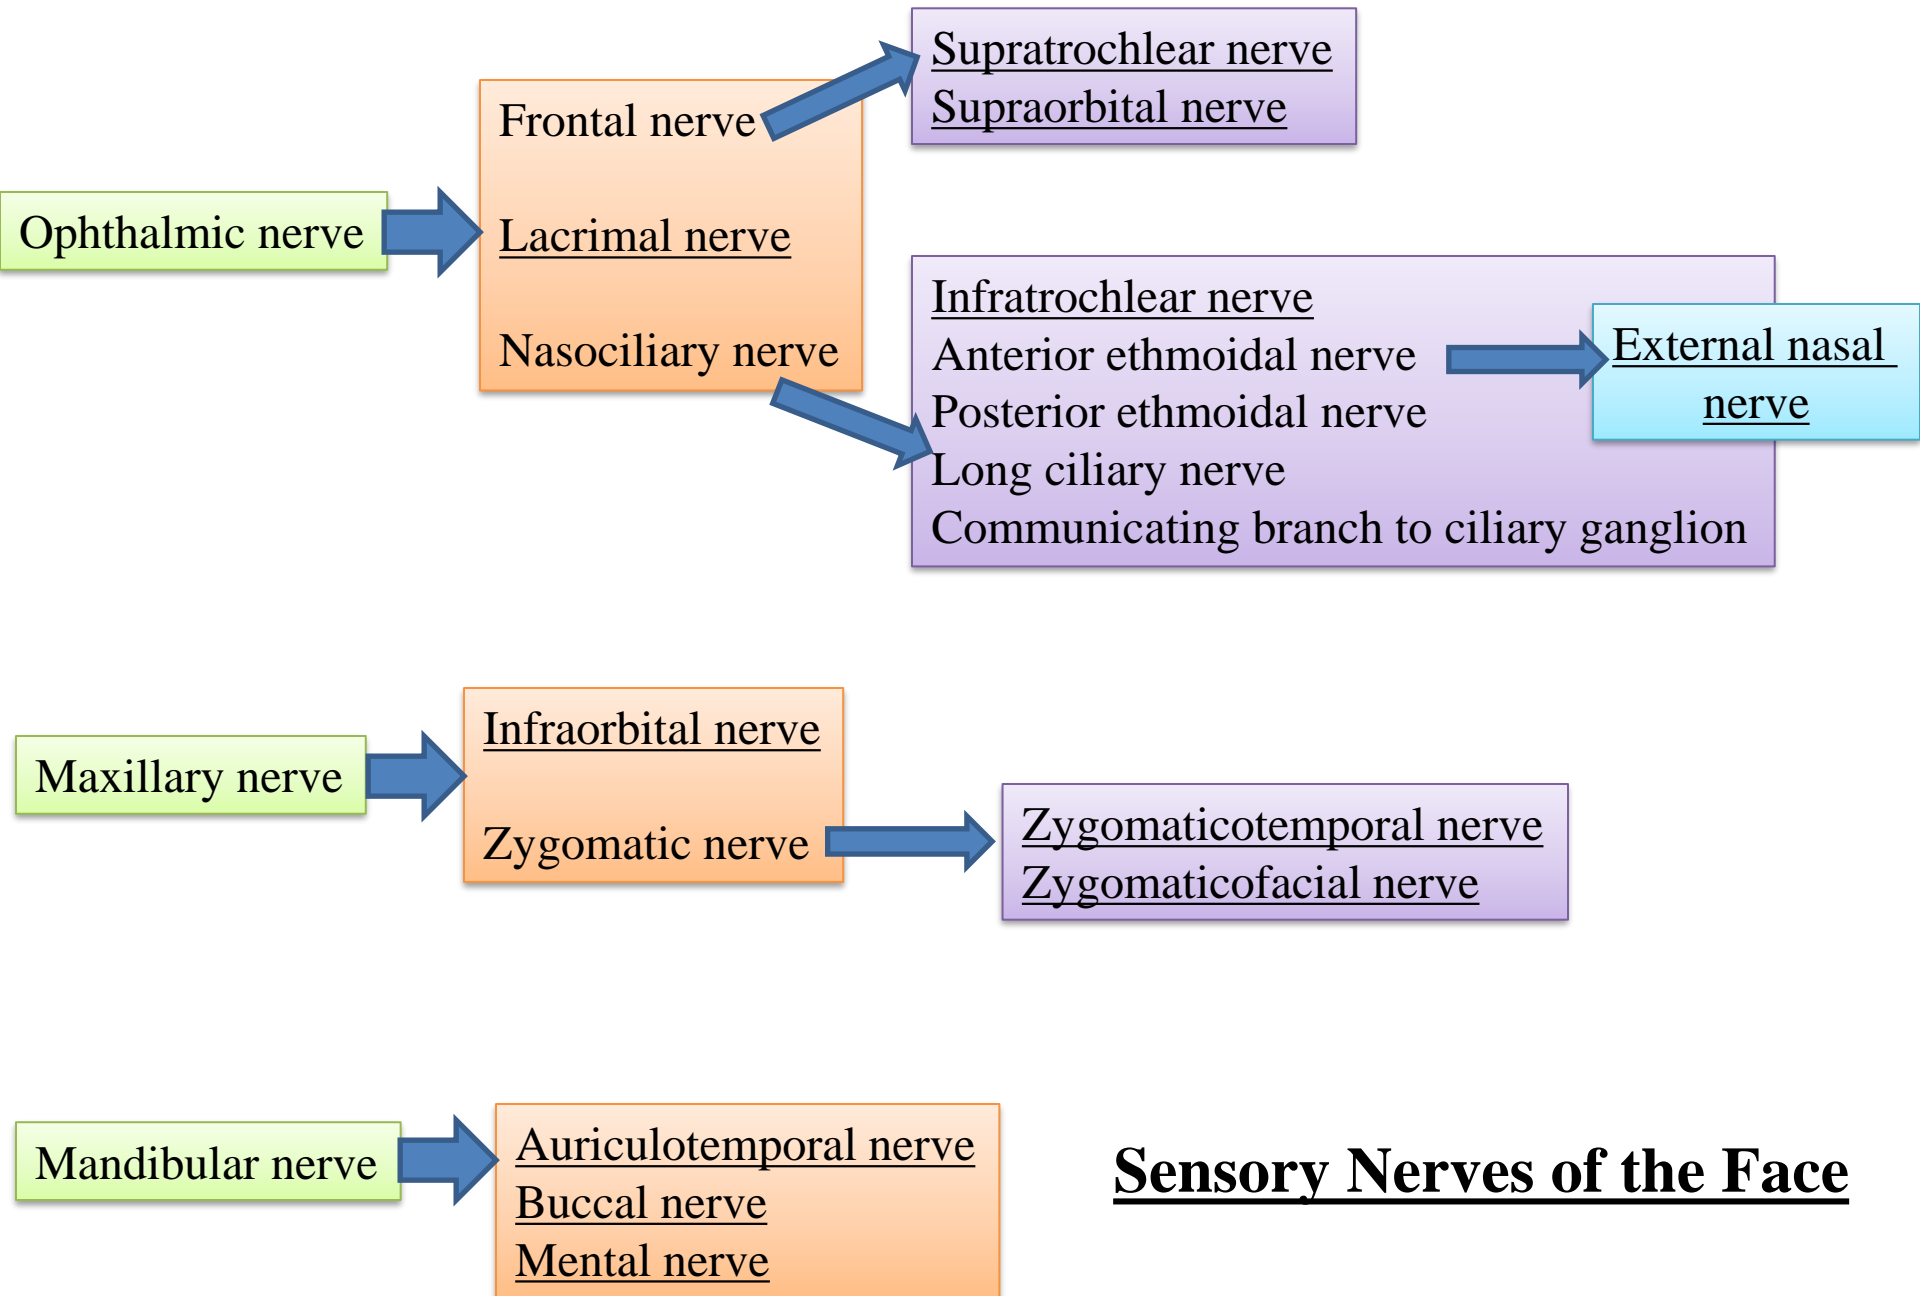 Supratrochlear nerve
Supraorbital nerve
Frontal nerve
Lacrimal nerve
Nasociliary nerve
Ophthalmic nerve
Infratrochlear nerve
Anterior ethmoidal nerve
Posterior ethmoidal nerve
Long ciliary nerve
Communicating branch to ciliary ganglion
External nasal
nerve
Infraorbital nerve
Zygomatic nerve
Maxillary nerve
Zygomaticotemporal nerve
Zygomaticofacial nerve
Mandibular nerve
Auriculotemporal nerve
Buccal nerve
Mental nerve
Sensory Nerves of the Face